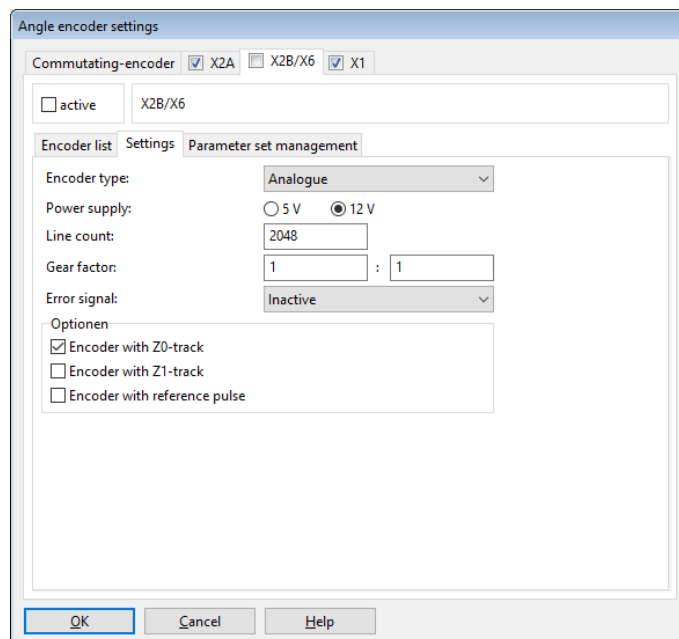 Angle encoder settings
Commutating-encoder X2A X2B/X6 X1
active X2B/X6
Encoder list Settings Parameter set management
Encoder type: Analogue
Power supply: 5 V 12 V
Line count: 2048
Gear factor: 1 : 1
Error signal: Inactive
Optionen
Encoder with Z0-track
Encoder with Z1-track
Encoder with reference pulse
OK Cancel Help